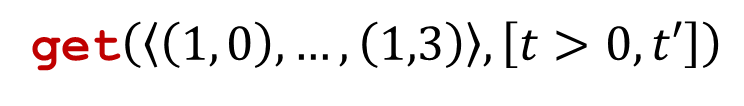 get(⟨(1,0),…,(1,3)⟩,[t > 0,t′])